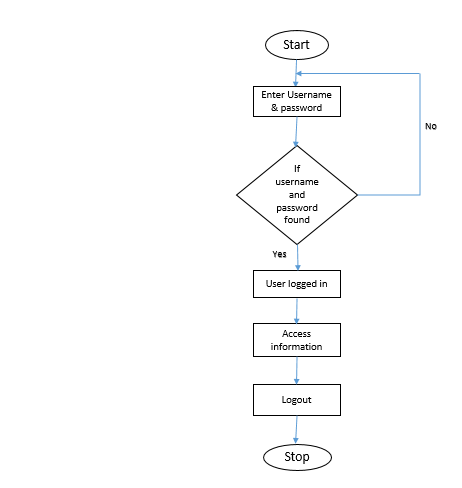 Start
Enter Username
& password
No
If
username
and
password
found
Yes
User logged in
Access
information
Logout
Stop